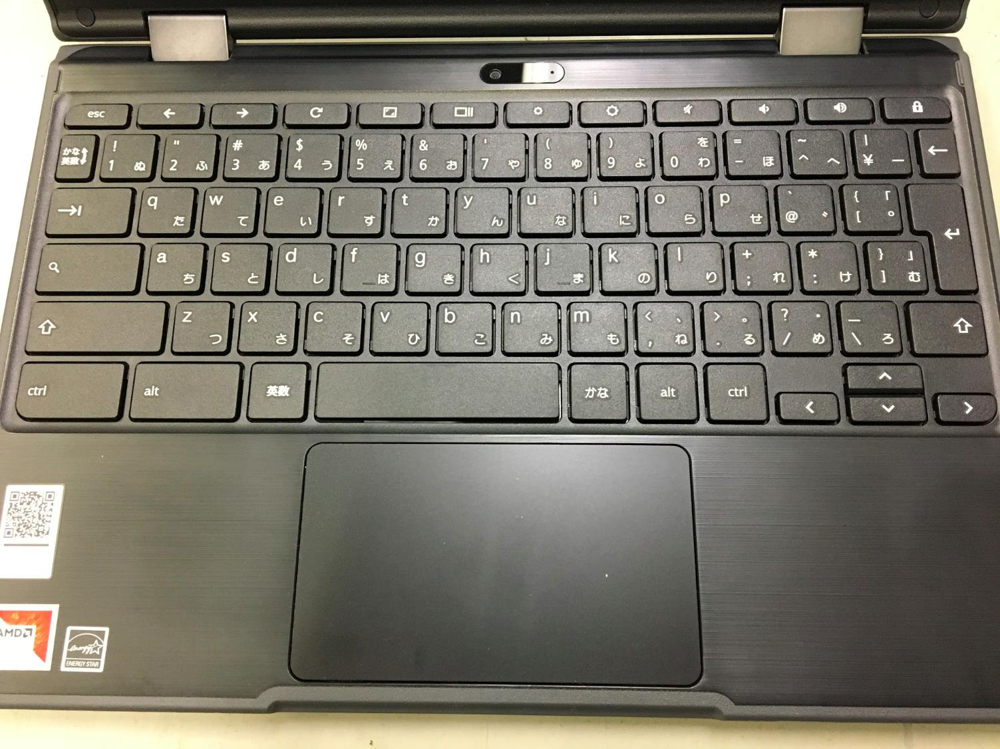 esc
かな
英数
! 1 ぬ " 2 ふ # 3 あ $ 4 う % 5 え & 6 お ' 7 や ( 8 ゆ ) 9 よ を 0 わ = - ほ ~ ^ へ | ¥ ー
q た w て e い r す t か y ん u な i に o ら p せ ` @ ゛ { 「 [ ゜
a ち s と d し f は g き h く j ま k の l り + ; れ * : け } 」 ] む
z つ x さ c そ v ひ b こ n み m も < 、 , ね > 。 . る ? ・ / め _ \ ろ
ctrl alt 英数 かな alt ctrl
AMD
energy
ENERGY STAR